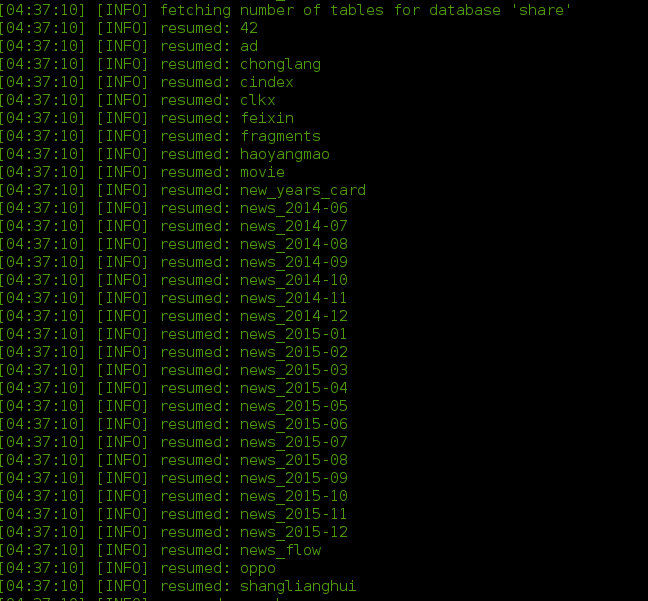 [04:37:10] [INFO] fetching number of tables for database 'share'
[04:37:10] [INFO] resumed: 42
[04:37:10] [INFO] resumed: ad
[04:37:10] [INFO] resumed: chonglang
[04:37:10] [INFO] resumed: cindex
[04:37:10] [INFO] resumed: clkx
[04:37:10] [INFO] resumed: feixin
[04:37:10] [INFO] resumed: fragments
[04:37:10] [INFO] resumed: haoyangmao
[04:37:10] [INFO] resumed: movie
[04:37:10] [INFO] resumed: new_years_card
[04:37:10] [INFO] resumed: news_2014-06
[04:37:10] [INFO] resumed: news_2014-07
[04:37:10] [INFO] resumed: news_2014-08
[04:37:10] [INFO] resumed: news_2014-09
[04:37:10] [INFO] resumed: news_2014-10
[04:37:10] [INFO] resumed: news_2014-11
[04:37:10] [INFO] resumed: news_2014-12
[04:37:10] [INFO] resumed: news_2015-01
[04:37:10] [INFO] resumed: news_2015-02
[04:37:10] [INFO] resumed: news_2015-03
[04:37:10] [INFO] resumed: news_2015-04
[04:37:10] [INFO] resumed: news_2015-05
[04:37:10] [INFO] resumed: news_2015-06
[04:37:10] [INFO] resumed: news_2015-07
[04:37:10] [INFO] resumed: news_2015-08
[04:37:10] [INFO] resumed: news_2015-09
[04:37:10] [INFO] resumed: news_2015-10
[04:37:10] [INFO] resumed: news_2015-11
[04:37:10] [INFO] resumed: news_2015-12
[04:37:10] [INFO] resumed: news_flow
[04:37:10] [INFO] resumed: oppo
[04:37:10] [INFO] resumed: shanglianghui